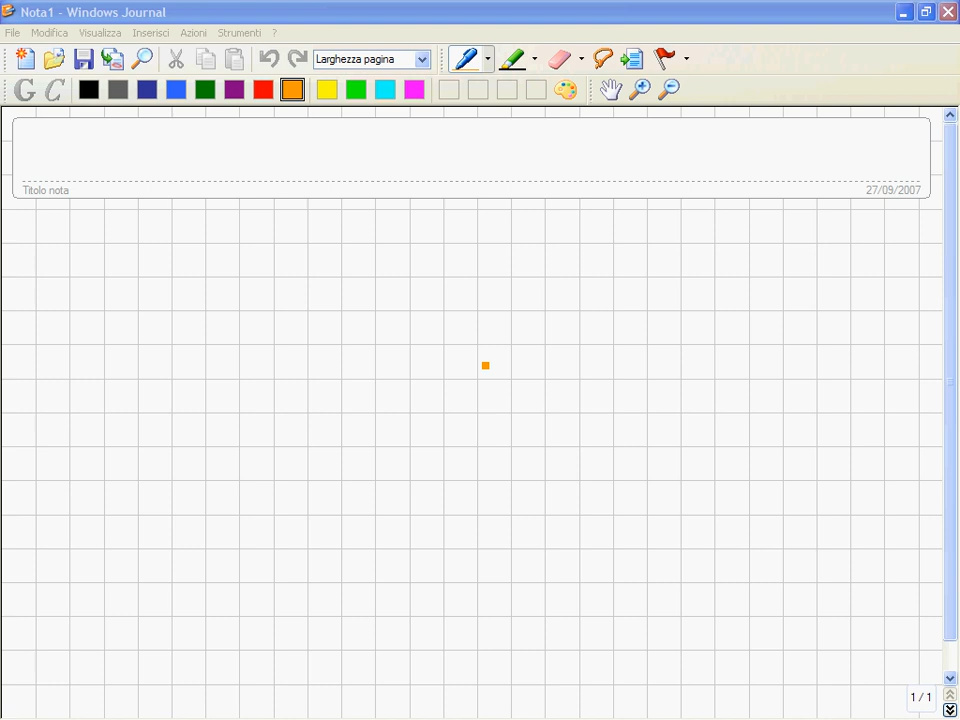 Nota1 - Windows Journal
File Modifica Visualizza Inserisci Azioni Strumenti ?
Larghezza pagina
G C
Titolo nota 27/09/2007
1 / 1